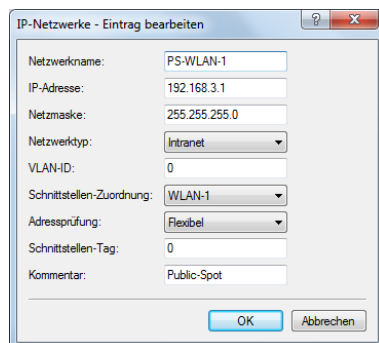 IP-Netzwerke - Eintrag bearbeiten
Netzwerkname: PS-WLAN-1
IP-Adresse: 192.168.3.1
Netzmaske: 255.255.255.0
Netzwerktyp: Intranet
VLAN-ID: 0
Schnittstellen-Zuordnung: WLAN-1
Adressprüfung: Flexibel
Schnittstellen-Tag: 0
Kommentar: Public-Spot
OK Abbrechen